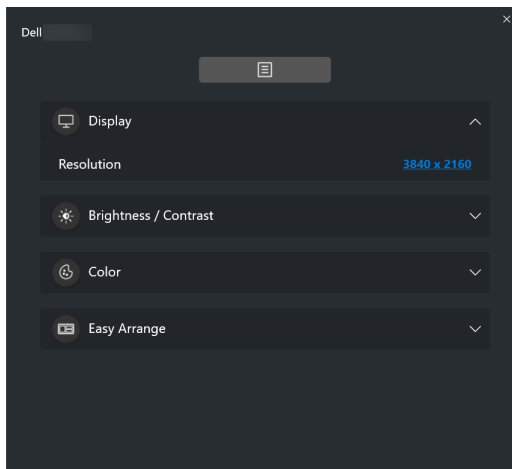 Dell
Display
Resolution 3840 x 2160
Brightness / Contrast
Color
Easy Arrange